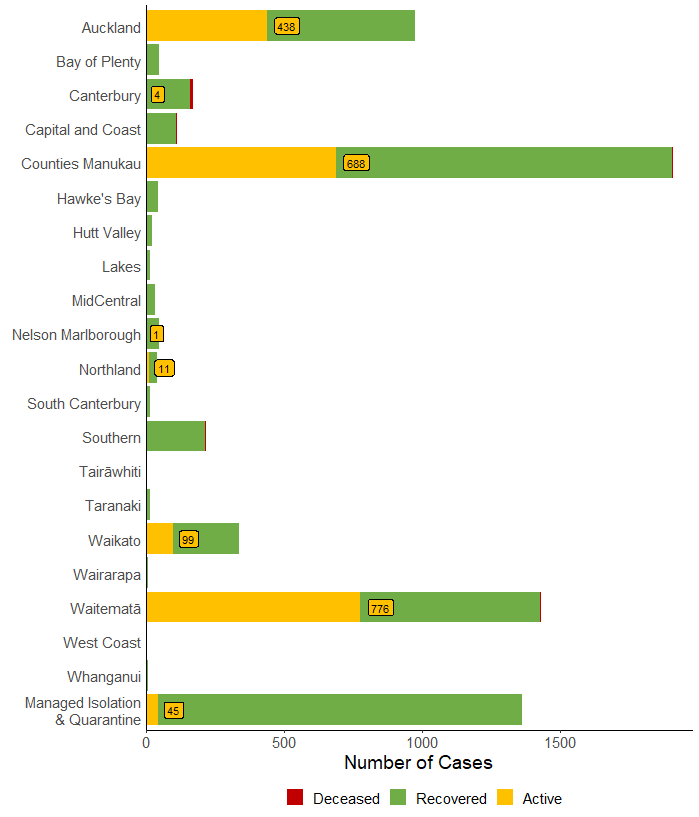 Auckland
438
Bay of Plenty
Canterbury
4
Capital and Coast
Counties Manukau
688
Hawke's Bay
Hutt Valley
Lakes
MidCentral
Nelson Marlborough
1
Northland
11
South Canterbury
Southern
Tairāwhiti
Taranaki
Waikato
99
Wairarapa
Waitematā
776
West Coast
Whanganui
Managed Isolation
& Quarantine
45
0 500 1000 1500
Number of Cases
Deceased Recovered Active